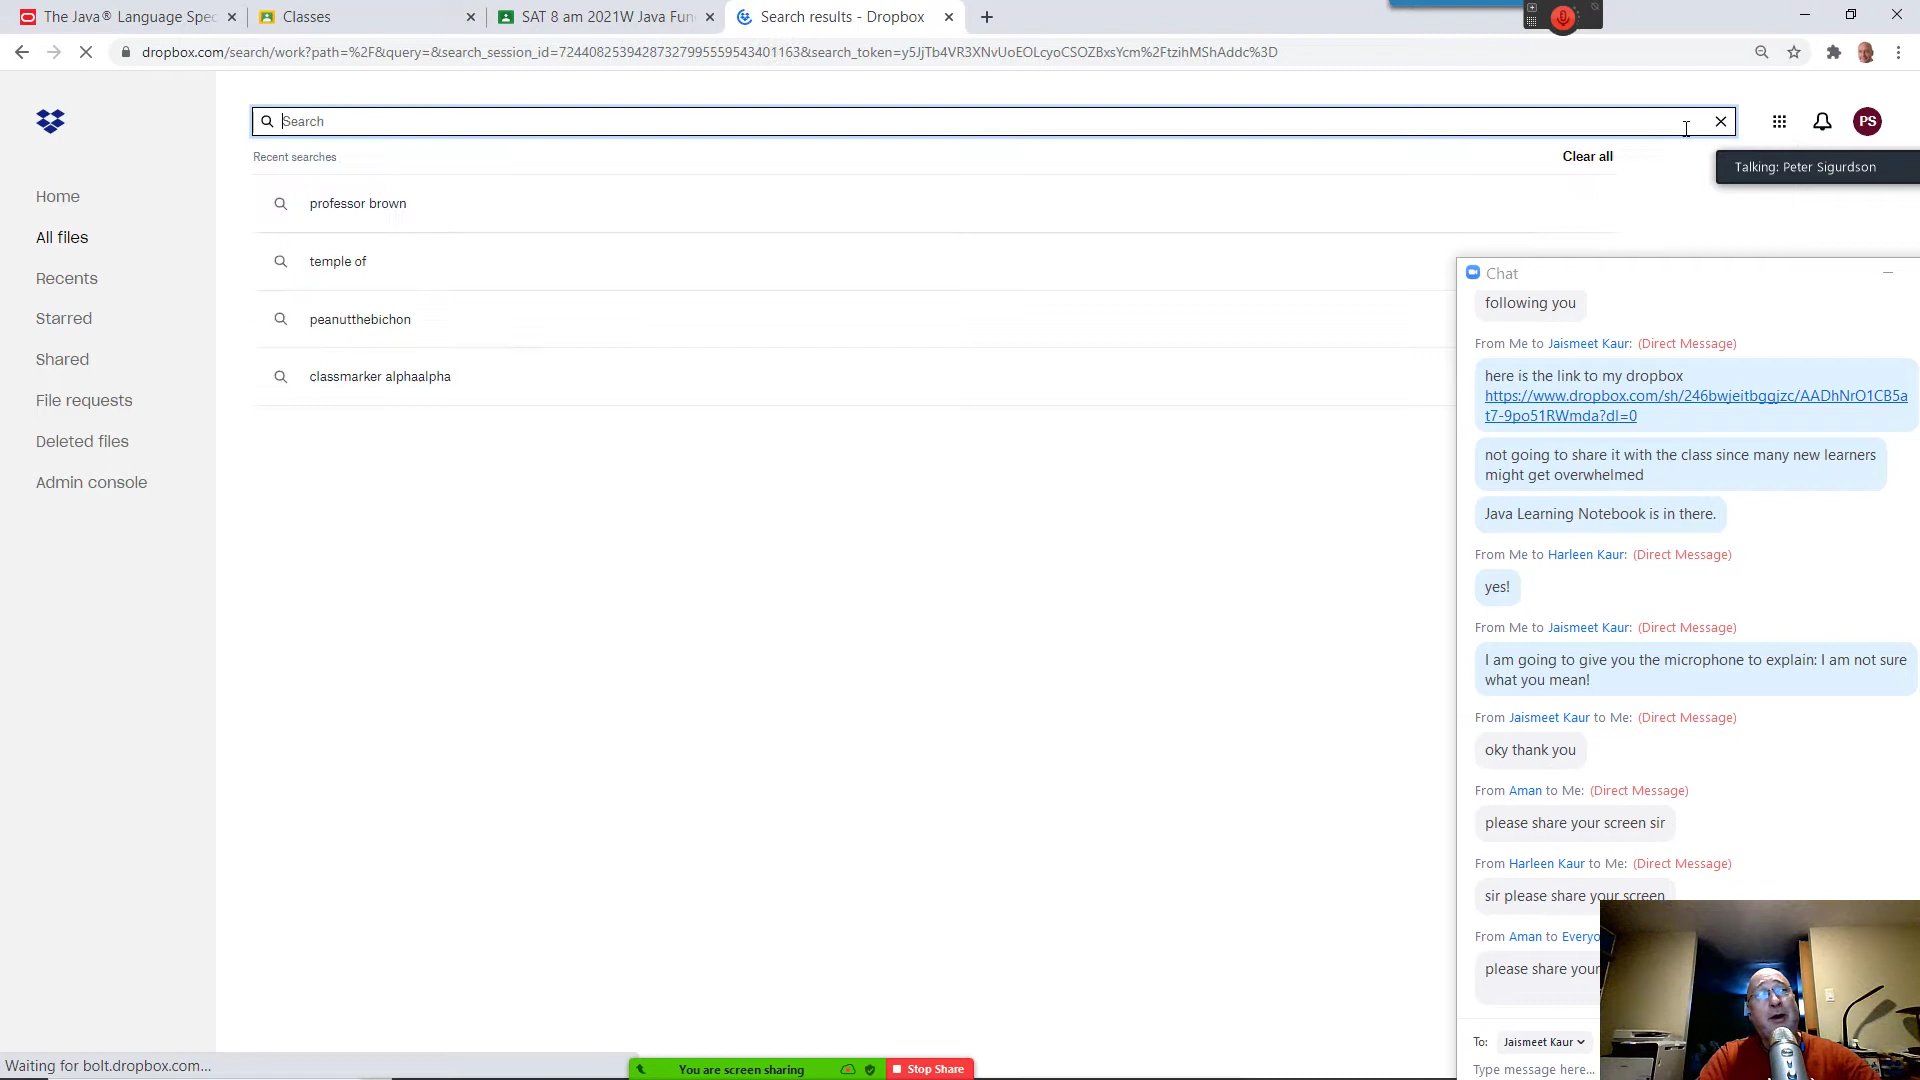 The Java® Language Spec
Classes
SAT 8 am 2021W Java Fun
Search results - Dropbox
dropbox.com/search/work?path=%2F&query=&search_session_id=72440825394287327995559543401163&search_token=y5JjTb4VR3XNvUoEOLcyoCSOZBxsYcm%2FtzihMShAddc%3D
Search
PS
Recent searches
Clear all
Talking: Peter Sigurdson
Home
All files
Recents
Starred
Shared
File requests
Deleted files
Admin console
professor brown
temple of
peanutthebichon
classmarker alphaalpha
Chat
following you
From Me to Jaismeet Kaur: (Direct Message)
here is the link to my dropbox
https://www.dropbox.com/sh/246bwjeitbggjzc/AADhNrO1CB5a
t7-9po51RWmda?dl=0
not going to share it with the class since many new learners
might get overwhelmed
Java Learning Notebook is in there.
From Me to Harleen Kaur: (Direct Message)
yes!
From Me to Jaismeet Kaur: (Direct Message)
I am going to give you the microphone to explain: I am not sure
what you mean!
From Jaismeet Kaur to Me: (Direct Message)
oky thank you
From Aman to Me: (Direct Message)
please share your screen sir
From Harleen Kaur to Me: (Direct Message)
sir please share your screen
From Aman to Everyo
please share your
To: Jaismeet Kaur
Type message here...
Waiting for bolt.dropbox.com...
You are screen sharing
Stop Share